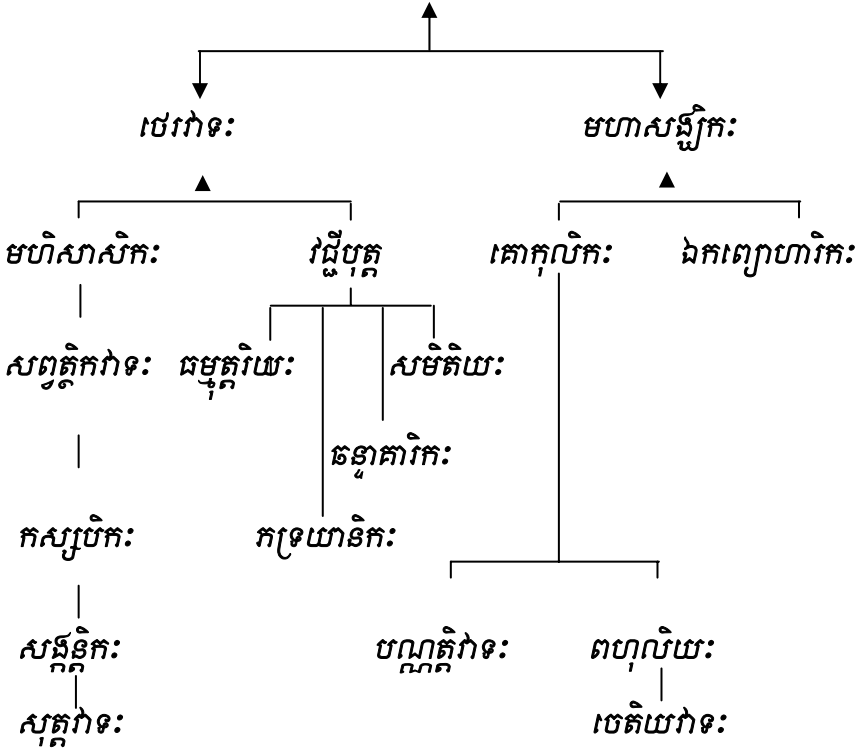 ថេរវាទៈ មហាសង្ឃិកៈ
មហិសាសិកៈ វជ្ជីបុត្ត គោកុលិកៈ ឯកព្យោហារិកៈ
សព្វត្ថិកវាទៈ ធម្មុត្តរិយៈ សមិតិយៈ
ឆន្ទាគារិកៈ
កស្សបិកៈ ភទ្រយានិកៈ
សង្កន្តិកៈ បណ្ណត្តិវាទៈ ពហុលិយៈ
សុត្តវាទៈ ចេតិយវាទៈ